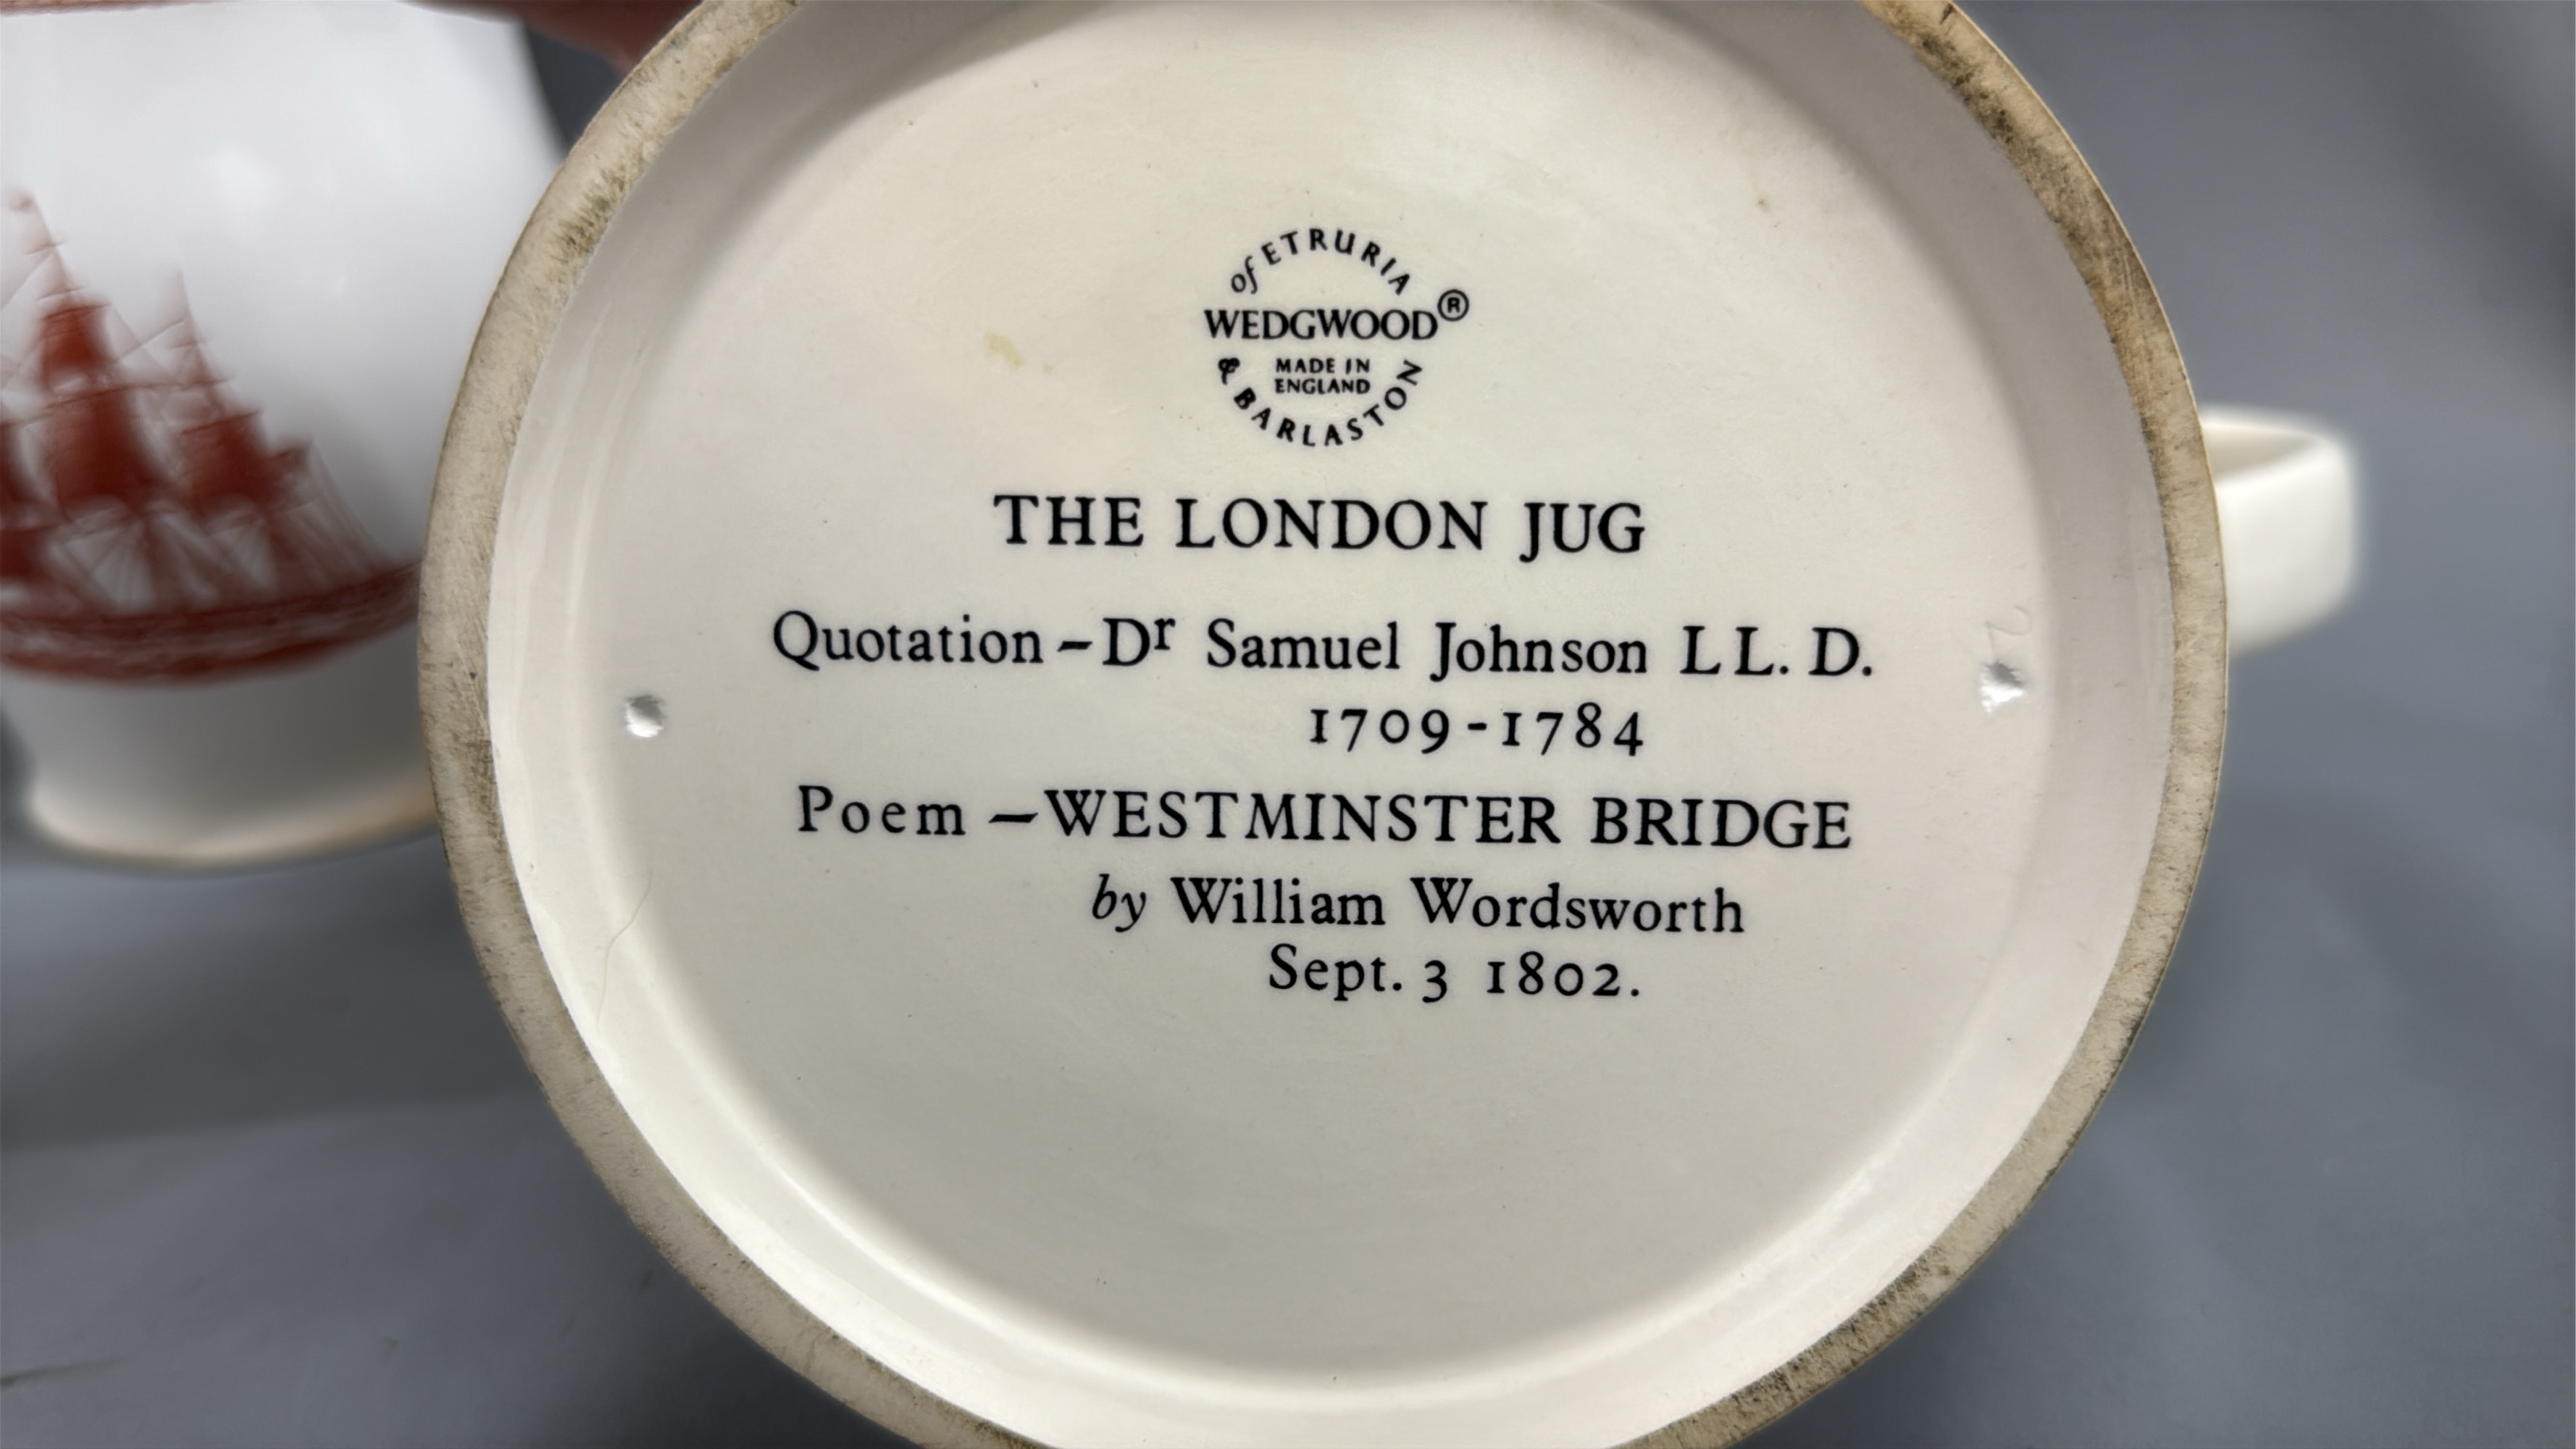 of ETRURIA
WEDGWOOD®
MADE IN
ENGLAND
& BARLASTON
THE LONDON JUG
Quotation – Dr Samuel Johnson LL. D.
1709-1784
Poem – WESTMINSTER BRIDGE
by William Wordsworth
Sept. 3 1802.